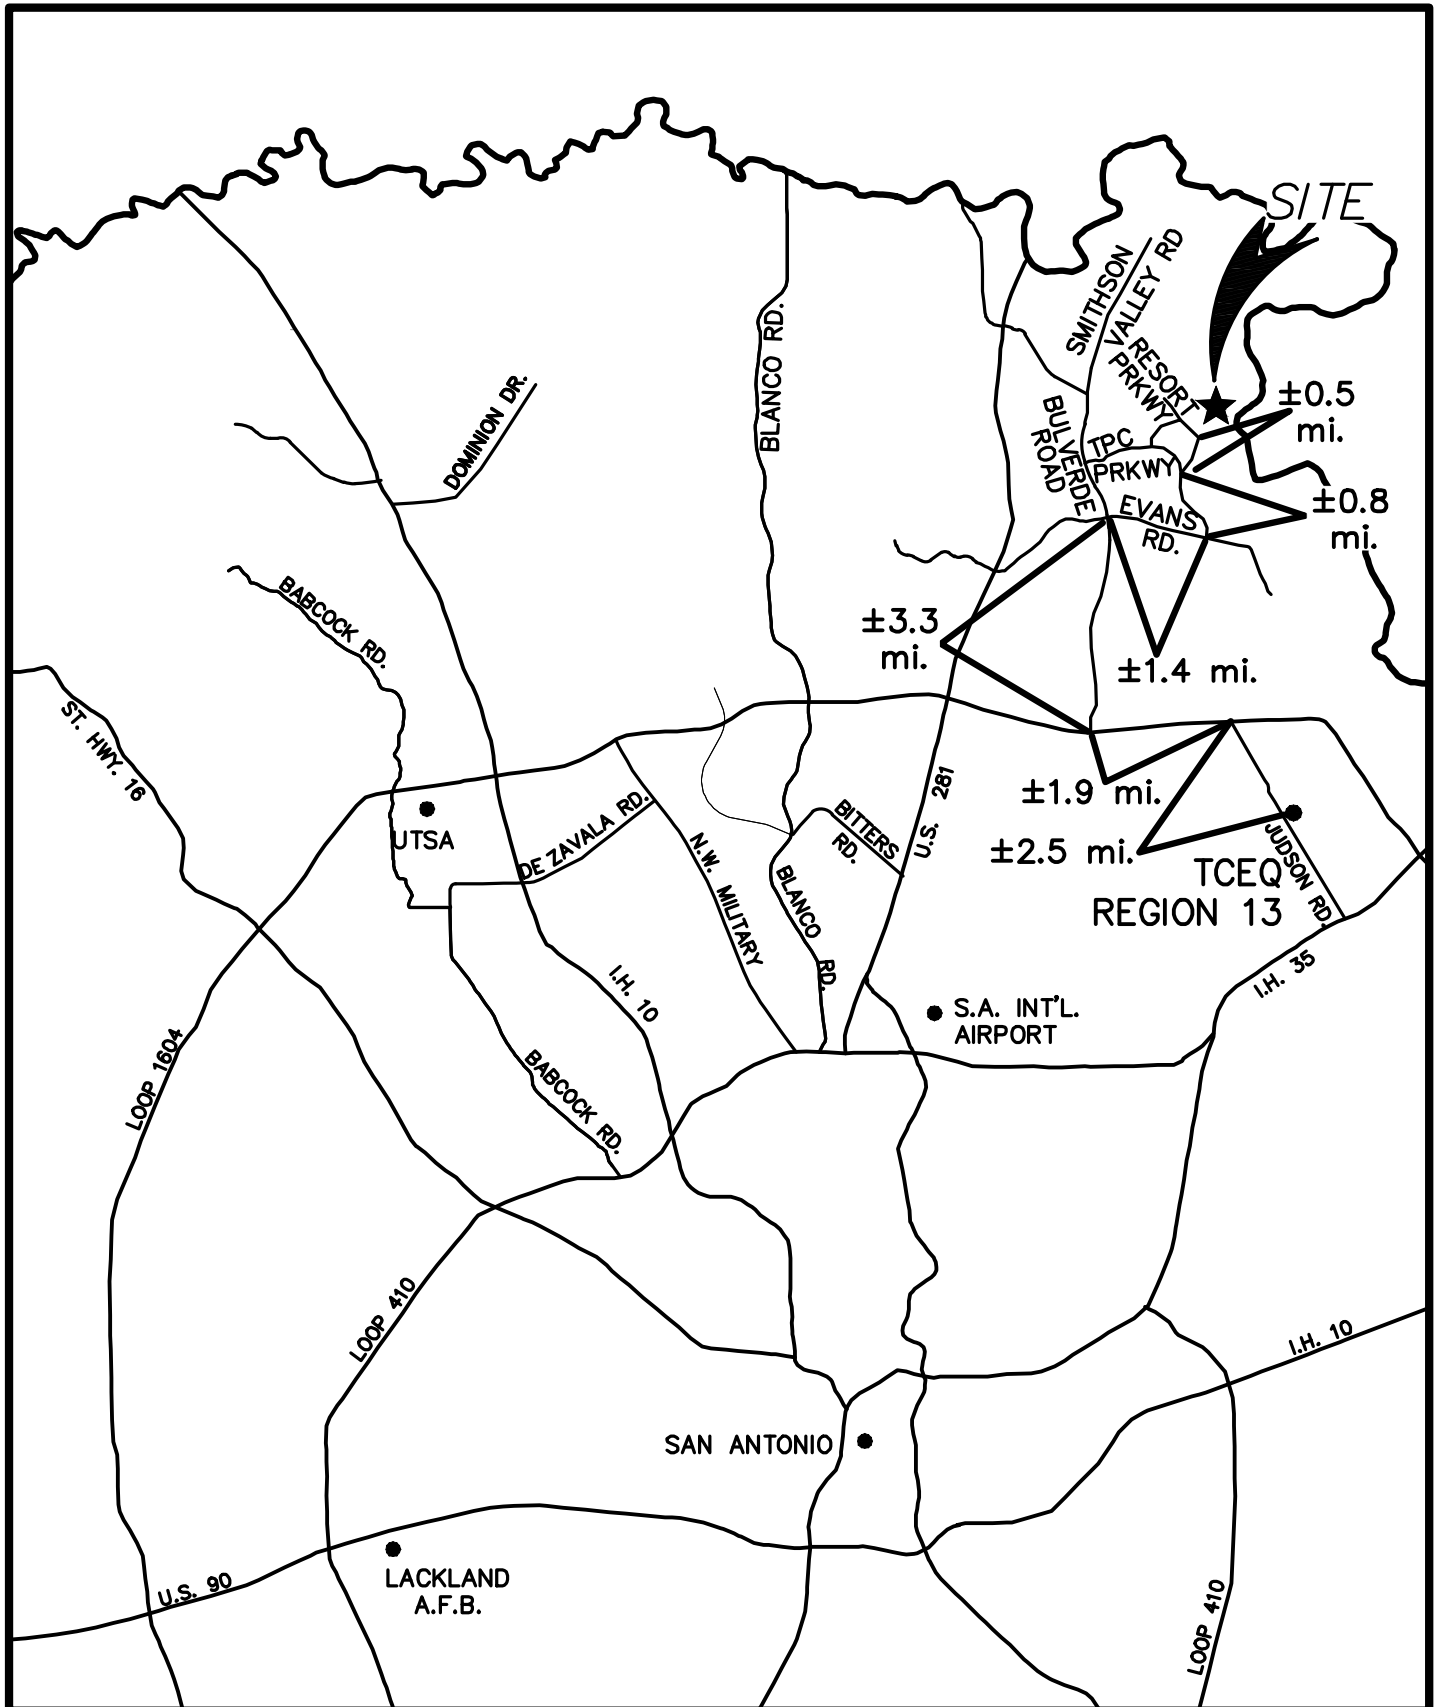 SITE
SMITHSON
VALLEY RD
RESORT
PRKWY
BLANCO RD.
±0.5
mi.
DOMINION DR.
BULVERDE
ROAD
TPC
PRKWY
±0.8
mi.
EVANS
RD.
BABCOCK RD.
±3.3
mi.
±1.4 mi.
ST. HWY. 16
U.S. 281
±1.9 mi.
UTSA
DE ZAVALA RD.
N.W. MILITARY
BITTERS
RD.
±2.5 mi.
JUDSON RD.
TCEQ
REGION 13
BLANCO
RD.
I.H. 10
I.H. 35
S.A. INT'L.
AIRPORT
LOOP 1604
BABCOCK RD.
LOOP 410
I.H. 10
SAN ANTONIO
LACKLAND
A.F.B.
U.S. 90
LOOP 410